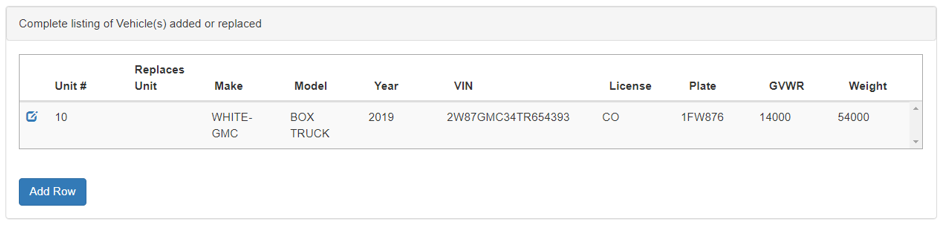 Complete listing of Vehicle(s) added or replaced
Unit # Replaces Unit Make Model Year VIN License Plate GVWR Weight
10 WHITE-GMC BOX TRUCK 2019 2W87GMC34TR654393 CO 1FW876 14000 54000
Add Row